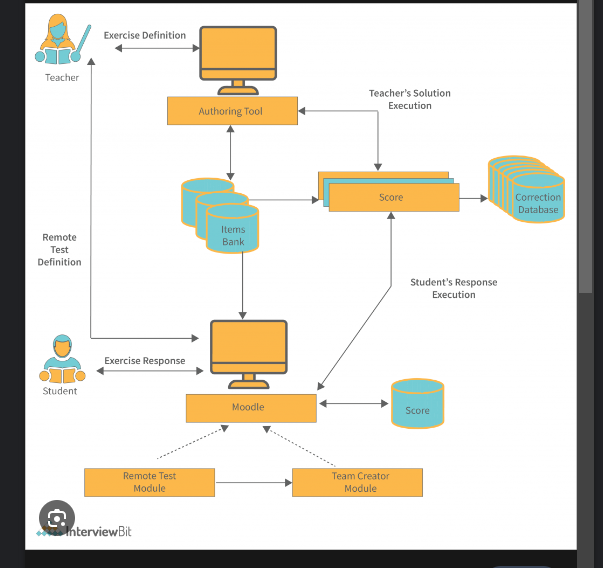 Exercise Definition
Teacher
Authoring Tool
Teacher's Solution
Execution
Score
Correction
Database
Items
Bank
Remote
Test
Definition
Student's Response
Execution
Exercise Response
Student
Moodle
Score
Remote Test
Module
Team Creator
Module
InterviewBit